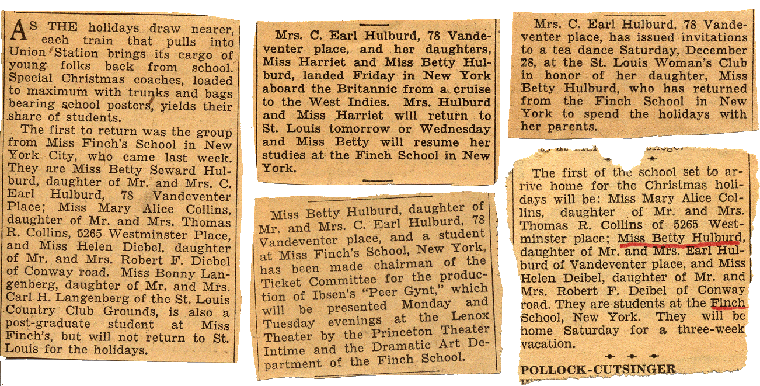 AS THE holidays draw nearer,
each train that pulls into
Union Station brings its cargo of
young folks back from school.
Special Christmas coaches, loaded
to maximum with trunks and bags
bearing school posters, yields their
share of students.
The first to return was the group
from Miss Finch's School in New
York City, who came last week.
They are Miss Betty Seward Hul-
burd, daughter of Mr. and Mrs. C.
Earl Hulburd, 78 Vandeventer
Place; Miss Mary Alice Collins,
daughter of Mr. and Mrs. Thomas
R. Collins, 5265 Westminster Place,
and Miss Helen Diebel, daughter
of Mr. and Mrs. Robert F. Diebel
of Conway road. Miss Bonny Lan-
genberg, daughter of Mr. and Mrs.
Carl H. Langenberg of the St. Louis
Country Club Grounds, is also a
post-graduate student at Miss
Finch's, but will not return to St.
Louis for the holidays.
Mrs. C. Earl Hulburd, 78 Vande-
venter place, and her daughters,
Miss Harriet and Miss Betty Hul-
burd, landed Friday in New York
aboard the Britannic from a cruise
to the West Indies. Mrs. Hulburd
and Miss Harriet will return to
St. Louis tomorrow or Wednesday
and Miss Betty will resume her
studies at the Finch School in New
York.
Miss Betty Hulburd, daughter of
Mr. and Mrs. C. Earl Hulburd, 78
Vandeventer place, and a student
at Miss Finch's School, New York,
has been made chairman of the
Ticket Committee for the produc-
tion of Ibsen's "Peer Gynt," which
will be presented Monday and
Tuesday evenings at the Lenox
Theater by the Princeton Theater
Intime and the Dramatic Art De-
partment of the Finch School.
Mrs. C. Earl Hulburd, 78 Vande-
venter place, has issued invitations
to a tea dance Saturday, December
28, at the St. Louis Woman's Club
in honor of her daughter, Miss
Betty Hulburd, who has returned
from the Finch School in New
York to spend the holidays with
her parents.
The first of the school set to ar-
rive home for the Christmas holi-
days will be: Miss Mary Alice Col-
lins, daughter of Mr. and Mrs.
Thomas R. Collins of 5265 West-
minster place; Miss Betty Hulburd,
daughter of Mr. and Mrs. Earl Hul-
burd of Vandeventer place, and Miss
Helen Deibel, daughter of Mr. and
Mrs. Robert F. Deibel of Conway
road. They are students at the Finch
School, New York. They will be
home Saturday for a three-week
vacation.
POLLOCK-CUTSINGER